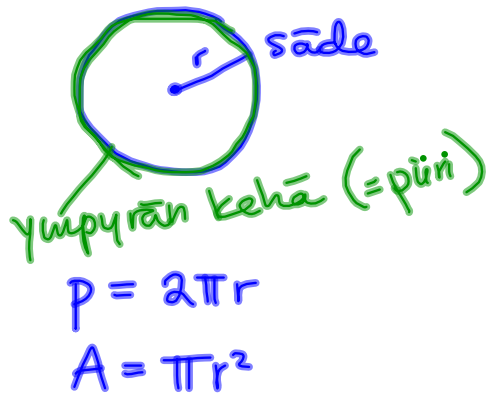 r säde
ympyrän kehä (=piiri)
p = 2πr
A = πr²